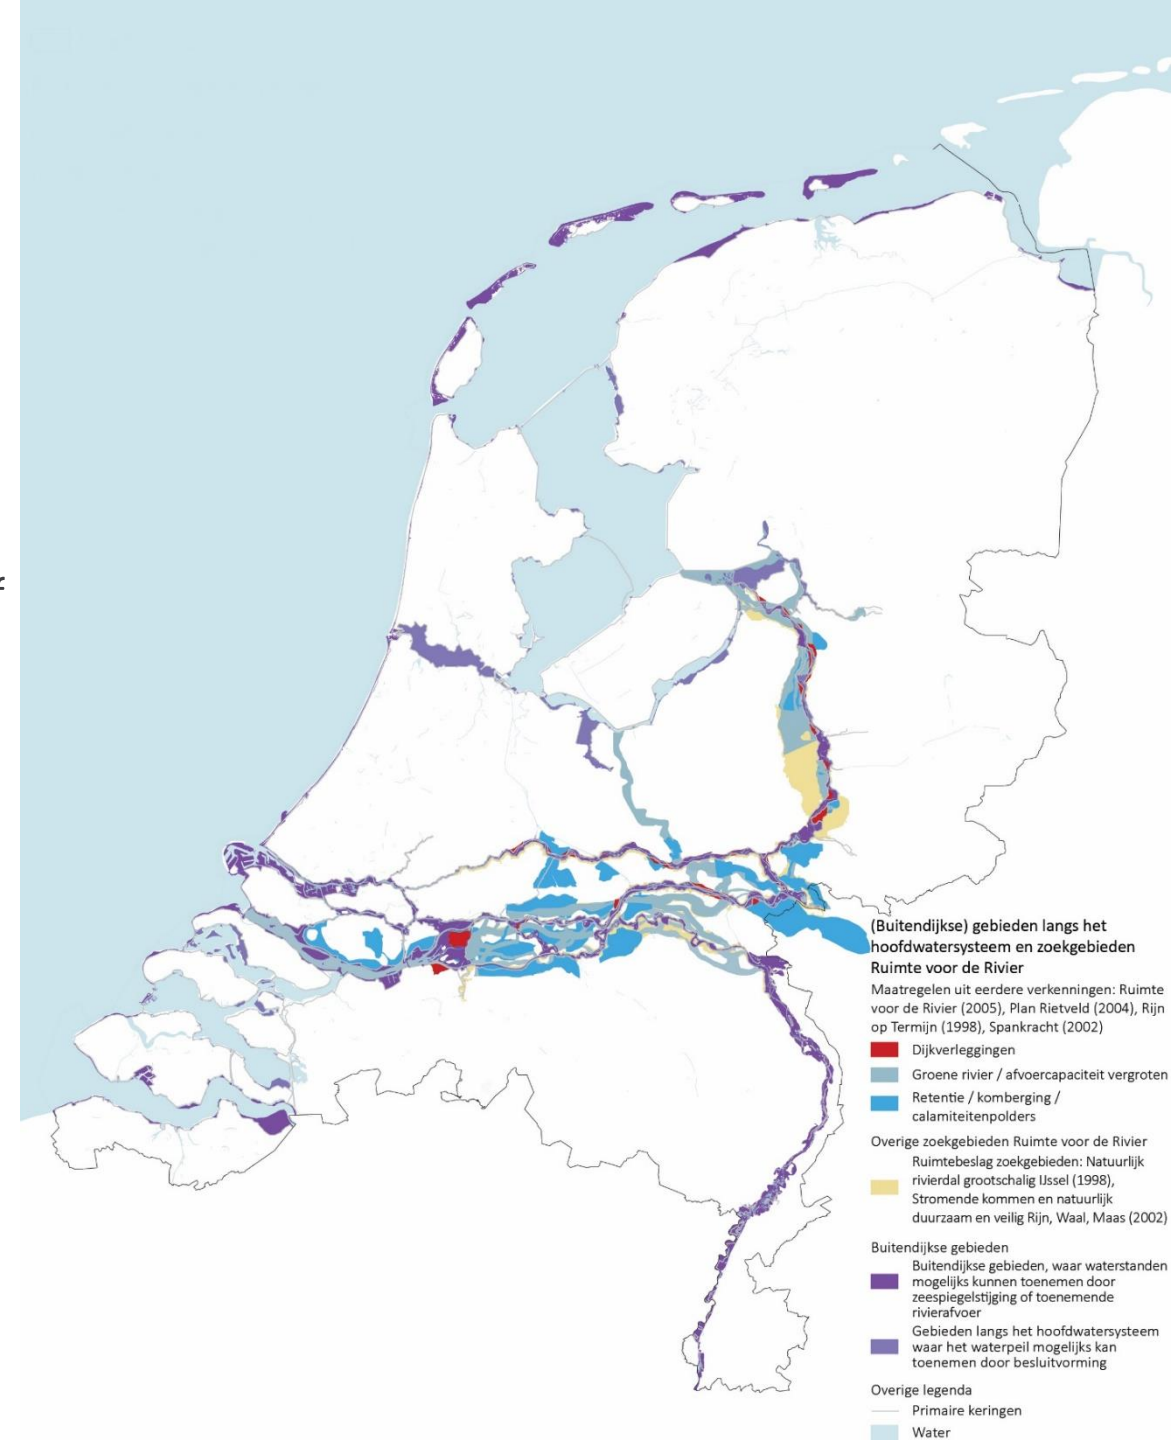 (Buitendijkse) gebieden langs het
hoofdwatersysteem en zoekgebieden
Ruimte voor de Rivier
Maatregelen uit eerdere verkenningen: Ruimte
voor de Rivier (2005), Plan Rietveld (2004), Rijn
op Termijn (1998), Spankracht (2002)
Dijkverleggingen
Groene rivier / afvoercapaciteit vergroten
Retentie / komberging /
calamiteitenpolders
Overige zoekgebieden Ruimte voor de Rivier
Ruimtebeslag zoekgebieden: Natuurlijk
rivierdal grootschalig IJssel (1998),
Stromende kommen en natuurlijk
duurzaam en veilig Rijn, Waal, Maas (2002)
Buitendijkse gebieden
Buitendijkse gebieden, waar waterstanden
mogelijks kunnen toenemen door
zeespiegelstijging of toenemende
rivierafvoer
Gebieden langs het hoofdwatersysteem
waar het waterpeil mogelijks kan
toenemen door besluitvorming
Overige legenda
Primaire keringen
Water